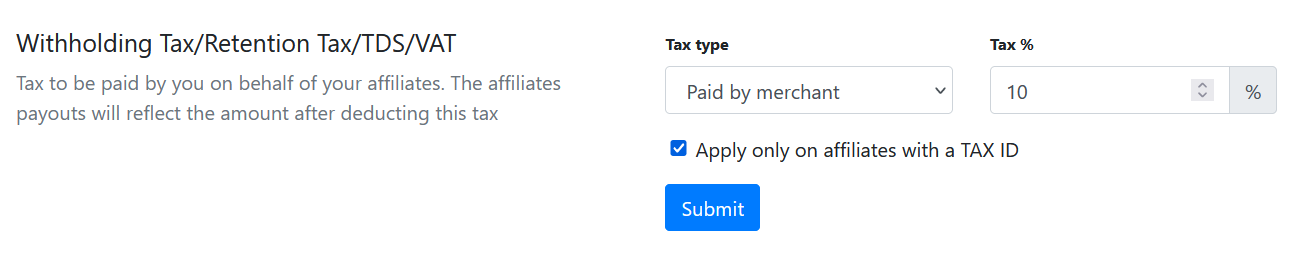 Withholding Tax/Retention Tax/TDS/VAT
Tax to be paid by you on behalf of your affiliates. The affiliates
payouts will reflect the amount after deducting this tax
Tax type
Tax %
Paid by merchant
10
%
Apply only on affiliates with a TAX ID
Submit